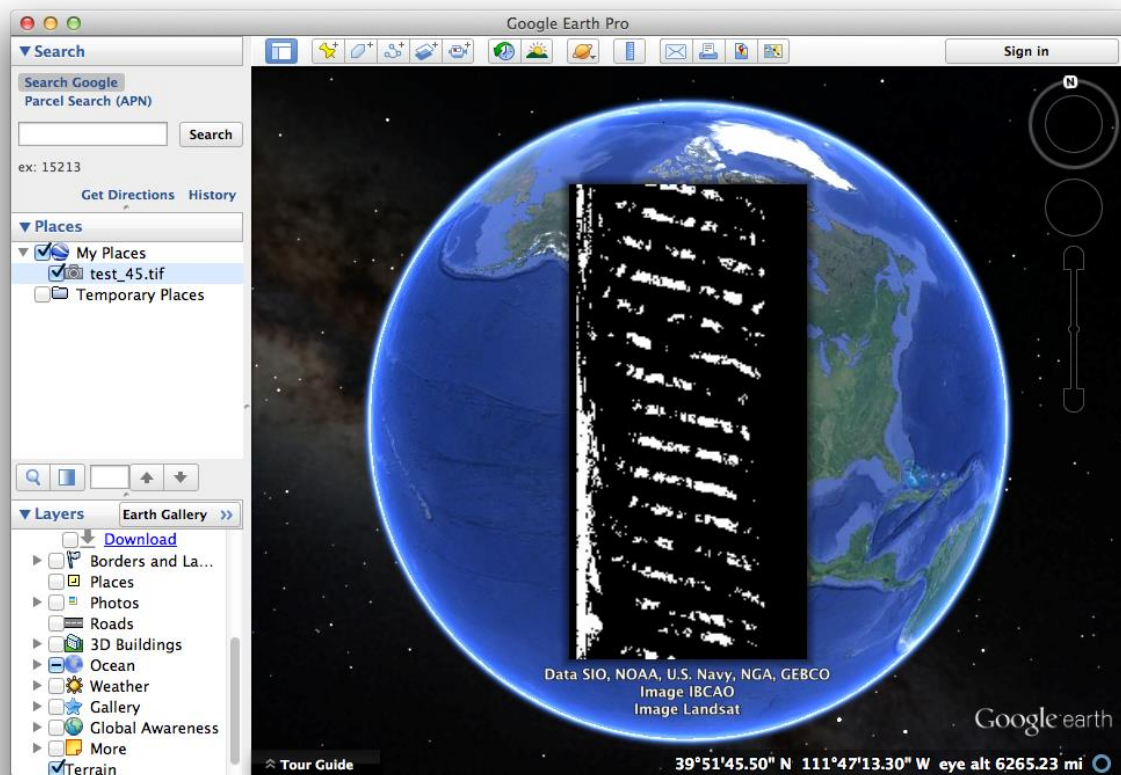 Google Earth Pro
Search
Sign in
Search Google
Parcel Search (APN)
Search
ex: 15213
Get Directions History
Places
My Places
test_45.tif
Temporary Places
Layers
Earth Gallery >>
Download
Borders and La...
Places
Photos
Roads
3D Buildings
Ocean
Weather
Gallery
Global Awareness
More
Terrain
N
Data SIO, NOAA, U.S. Navy, NGA, GEBCO
Image IBCAO
Image Landsat
Google earth
Tour Guide
39°51'45.50" N 111°47'13.30" W eye alt 6265.23 mi